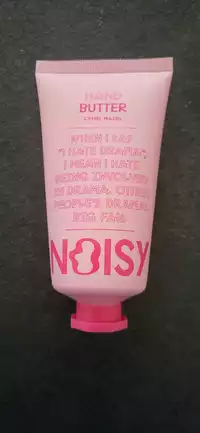 HAND
BUTTER
WHEN I SAY
"I HATE DRAMA",
I MEAN I HATE
BEING INVOLVED
IN DRAMA. OTHER
PEOPLE'S DRAMA,
BIG FAN.
NOISY